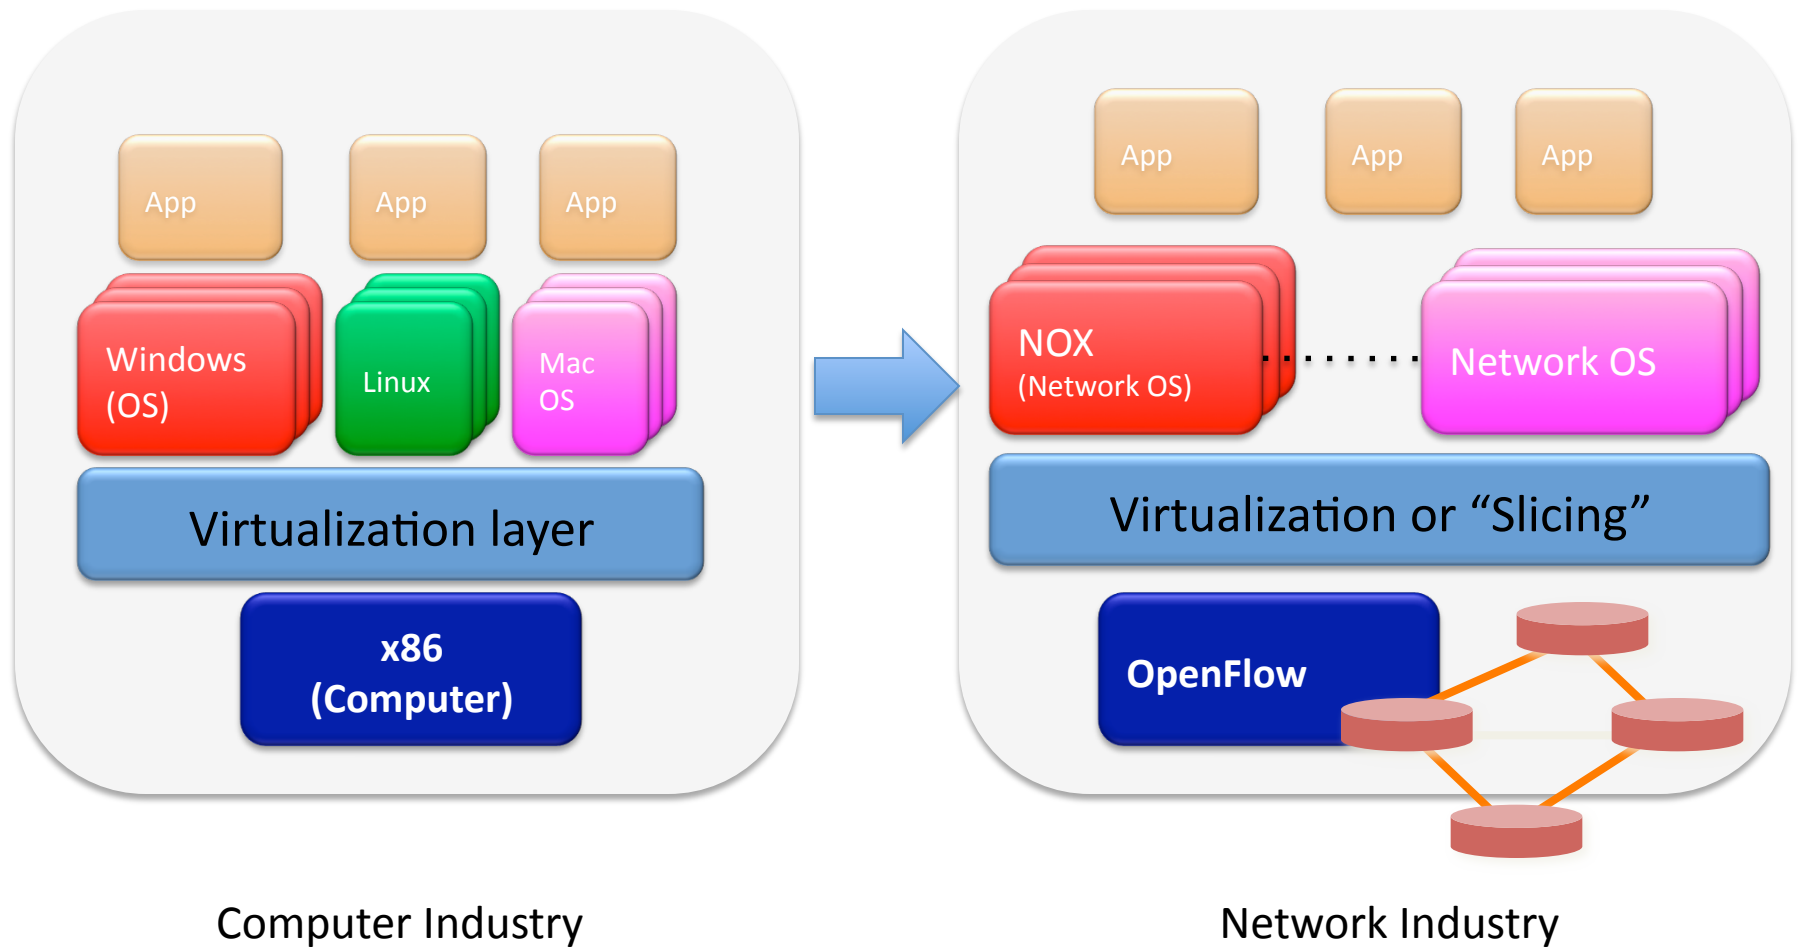 App
App
App
Windows
(OS)
Linux
Mac
OS
Virtualization layer
x86
(Computer)
Computer Industry
App
App
App
NOX
(Network OS)
Network OS
Virtualization or “Slicing”
OpenFlow
Network Industry